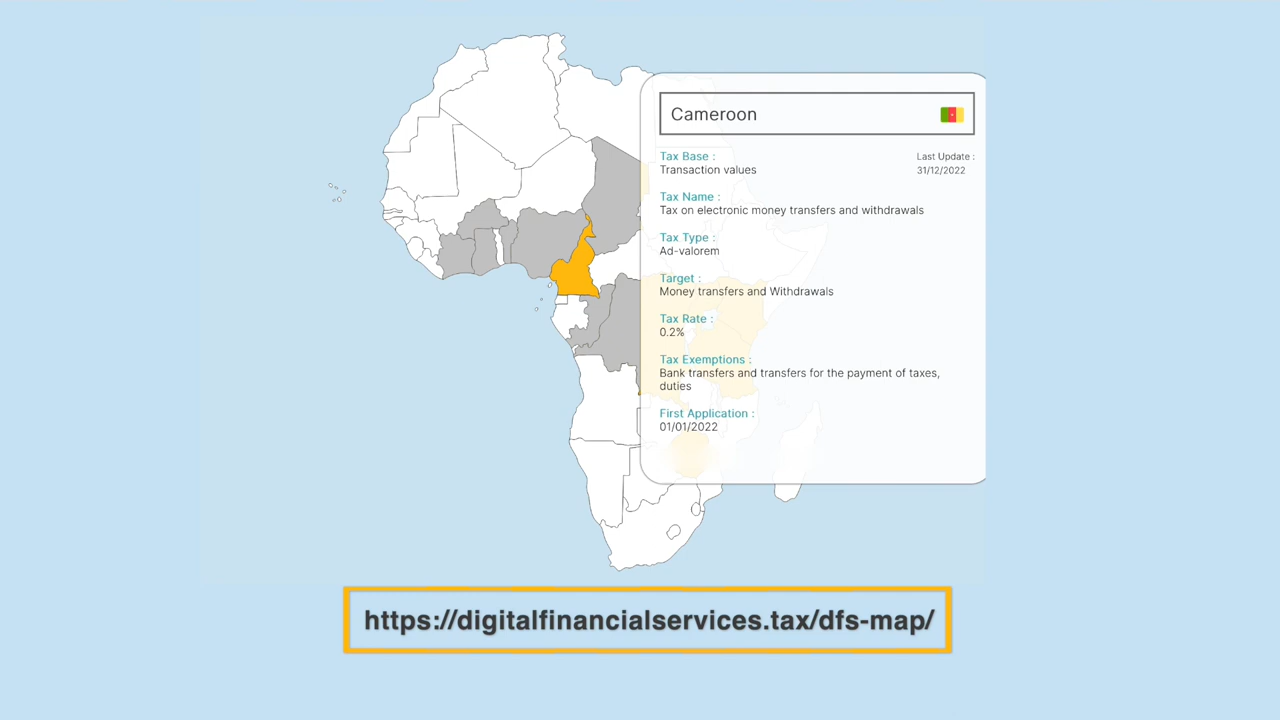 Cameroon
Tax Base :
Last Update :
Transaction values
31/12/2022
Tax Name :
Tax on electronic money transfers and withdrawals
Tax Type :
Ad-valorem
Target :
Money transfers and Withdrawals
Tax Rate :
0.2%
Tax Exemptions :
Bank transfers and transfers for the payment of taxes,
duties
First Application :
01/01/2022
https://digitalfinancialservices.tax/dfs-map/